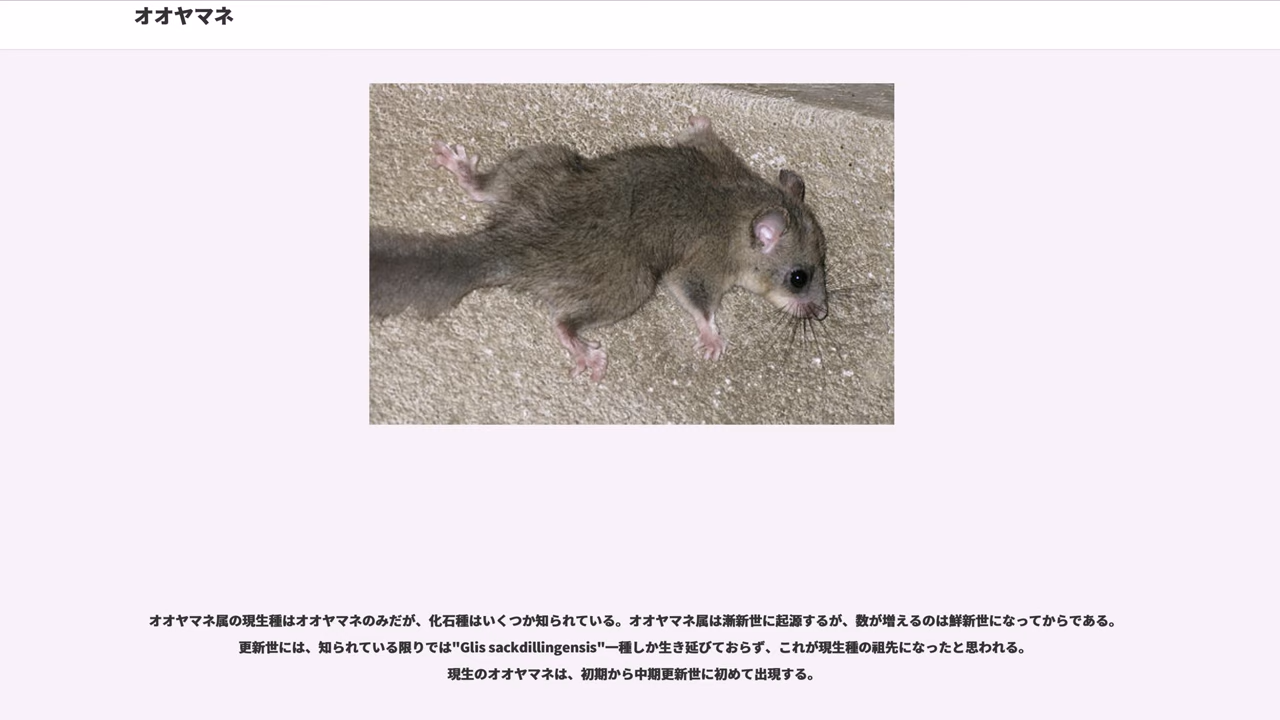 オオヤマネ
オオヤマネ属の現生種はオオヤマネのみだが、化石種はいくつか知られている。オオヤマネ属は漸新世に起源するが、数が増えるのは鮮新世になってからである。
更新世には、知られている限りでは"Glis sackdillingensis"一種しか生き延びておらず、これが現生種の祖先になったと思われる。
現生のオオヤマネは、初期から中期更新世に初めて出現する。